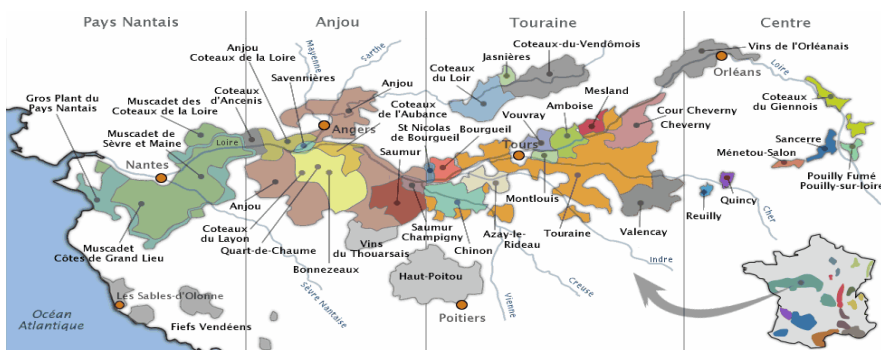 Pays Nantais
Anjou
Touraine
Centre
Mayenne
Sarthe
Anjou
Coteaux de la Loire
Savennières
Anjou
Gros Plant du
Pays Nantais
Muscadet des
Coteaux de la Loire
Coteaux
d'Ancenis
Muscadet de
Sèvre et Maine
Loire
Nantes
Angers
Coteaux
de l'Aubance
St Nicolas
de Bourgueil
Saumur
Bourgueil
Coteaux
du Loir
Jasnières
Coteaux-du-Vendômois
Vouvray
Amboise
Mesland
Tours
Cour Cheverny
Cheverny
Vins de l'Orléanais
Orléans
Loire
Coteaux
du Giennois
Sancerre
Ménetou-Salon
Pouilly Fumé
Pouilly-sur-loire
Quincy
Reuilly
Cher
Muscadet
Côtes de Grand Lieu
Anjou
Coteaux
du Layon
Quart-de-Chaume
Bonnezeaux
Vins
du Thouarsais
Saumur
Champigny
Chinon
Azay-le-
Rideau
Montlouis
Touraine
Valencay
Indre
Creuse
Vienne
Haut-Poitou
Poitiers
Sèvre Nantaise
Les Sables-d'Olonne
Fiefs Vendéens
Océan
Atlantique